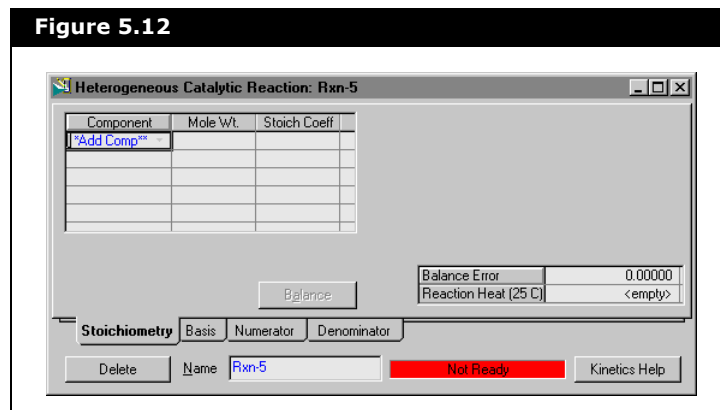 Figure 5.12
Heterogeneous Catalytic Reaction: Rxn-5
Component Mole Wt. Stoich Coeff
*Add Comp**
Balance Error 0.00000
Balance Reaction Heat (25 C) <empty>
Stoichiometry Basis Numerator Denominator
Delete Name Rxn-5 Not Ready Kinetics Help